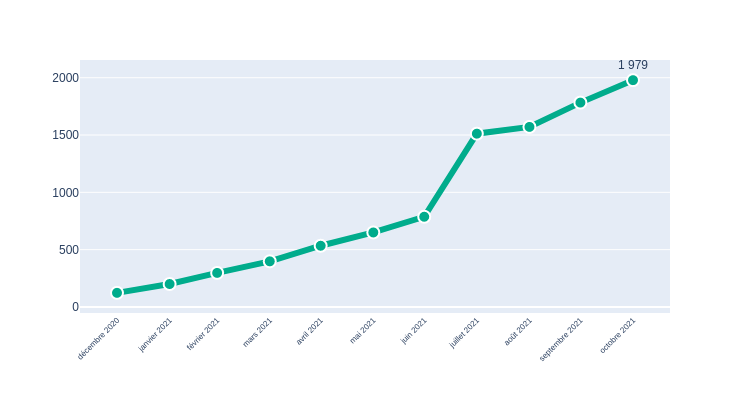 1 979
2000
1500
1000
500
0
décembre 2020
janvier 2021
février 2021
mars 2021
avril 2021
mai 2021
juin 2021
juillet 2021
août 2021
septembre 2021
octobre 2021